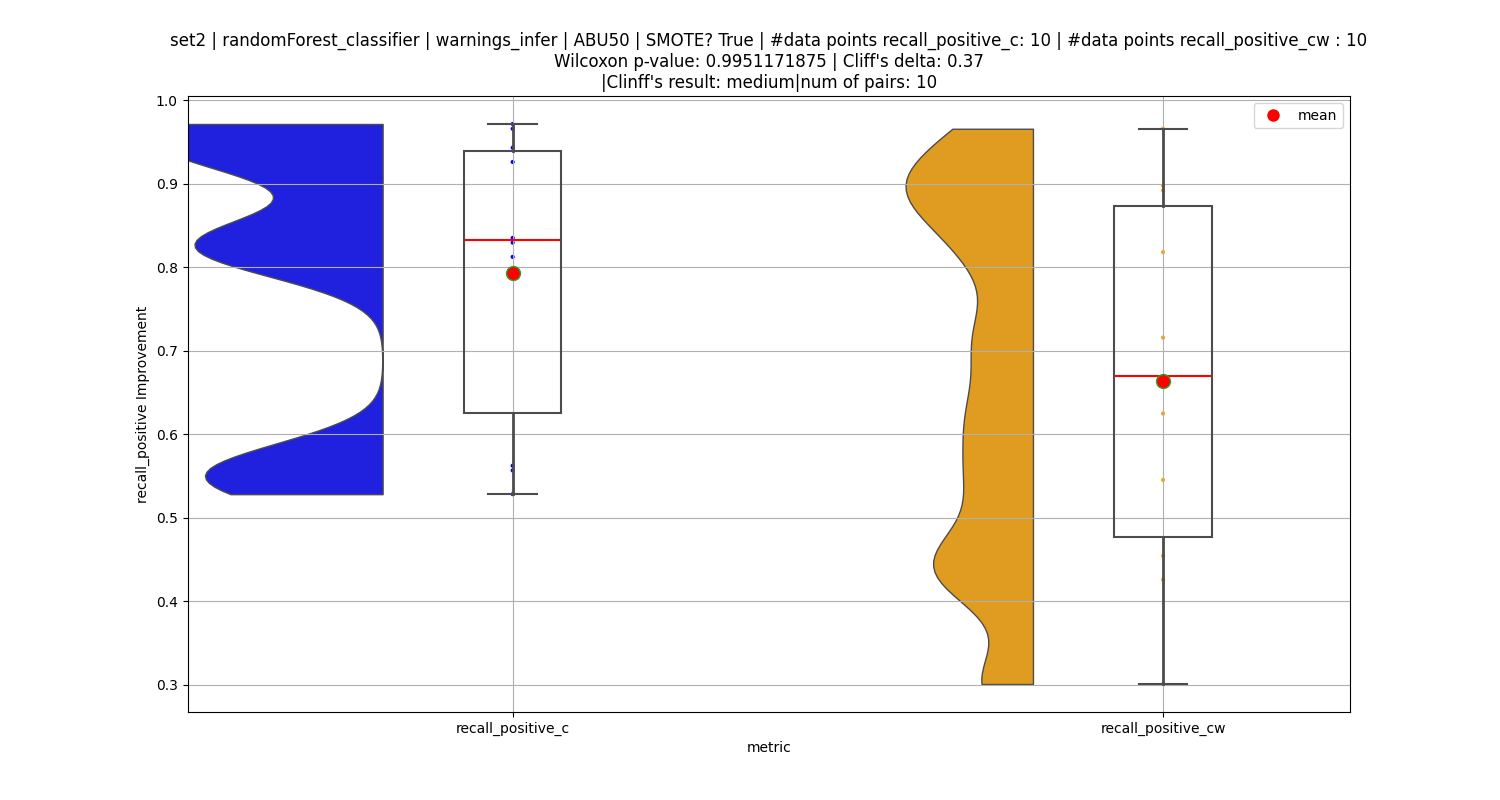 set2 | randomForest_classifier | warnings_infer | ABU50 | SMOTE? True | #data points recall_positive_c: 10 | #data points recall_positive_cw : 10
Wilcoxon p-value: 0.9951171875 | Cliff's delta: 0.37
|Clinff's result: medium|num of pairs: 10
mean
1.0
0.9
0.8
0.7
0.6
0.5
0.4
0.3
recall_positive Improvement
recall_positive_c
recall_positive_cw
metric